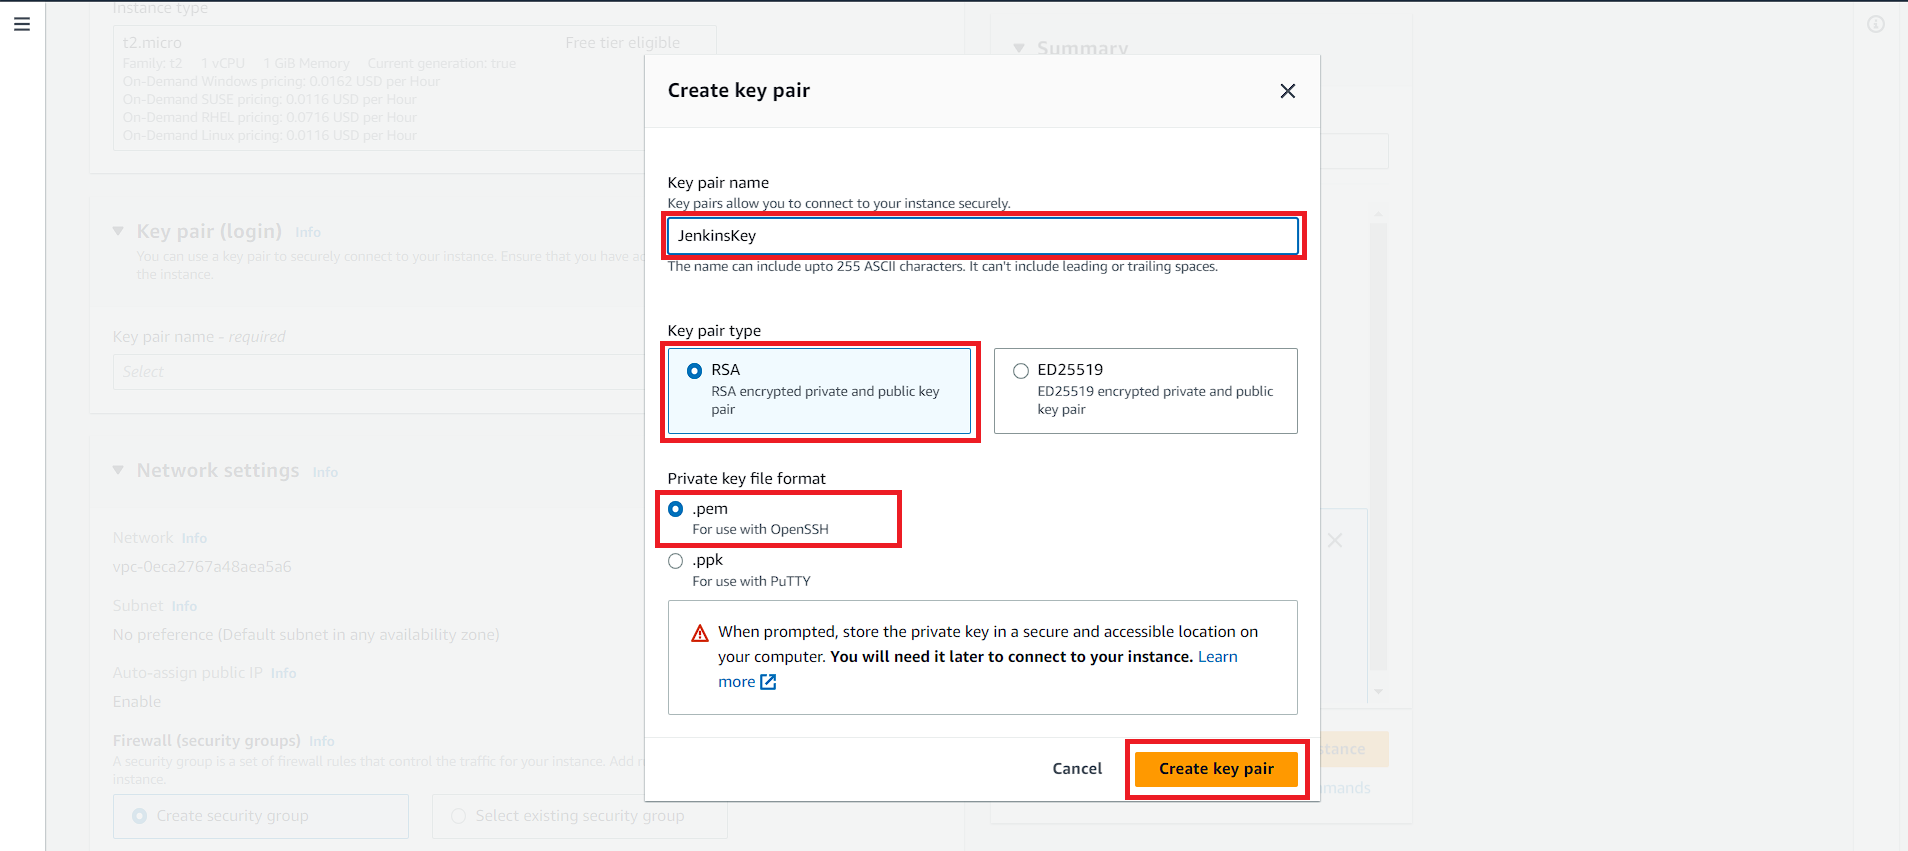 Instance type
t2.micro Free tier eligible
Family: t2 1 vCPU 1 GiB Memory Current generation: true
On-Demand Windows pricing: 0.0162 USD per Hour
On-Demand SUSE pricing: 0.0116 USD per Hour
On-Demand RHEL pricing: 0.0716 USD per Hour
On-Demand Linux pricing: 0.0116 USD per Hour
Key pair (login) Info
You can use a key pair to securely connect to your instance. Ensure that you have
the instance.
Key pair name - required
Select
Network settings Info
Network Info
vpc-0eca2767a48aea5a6
Subnet Info
No preference (Default subnet in any availability zone)
Auto-assign public IP Info
Enable
Firewall (security groups) Info
A security group is a set of firewall rules that control the traffic for your instance. Add
instance.
Create security group Select existing security group
Summary
Create key pair
Key pair name
Key pairs allow you to connect to your instance securely.
JenkinsKey
The name can include upto 255 ASCII characters. It can't include leading or trailing spaces.
Key pair type
RSA
RSA encrypted private and public key
pair
ED25519
ED25519 encrypted private and public
key pair
Private key file format
.pem
For use with OpenSSH
.ppk
For use with PuTTY
When prompted, store the private key in a secure and accessible location on
your computer. You will need it later to connect to your instance. Learn
more
Cancel Create key pair
stance
mands